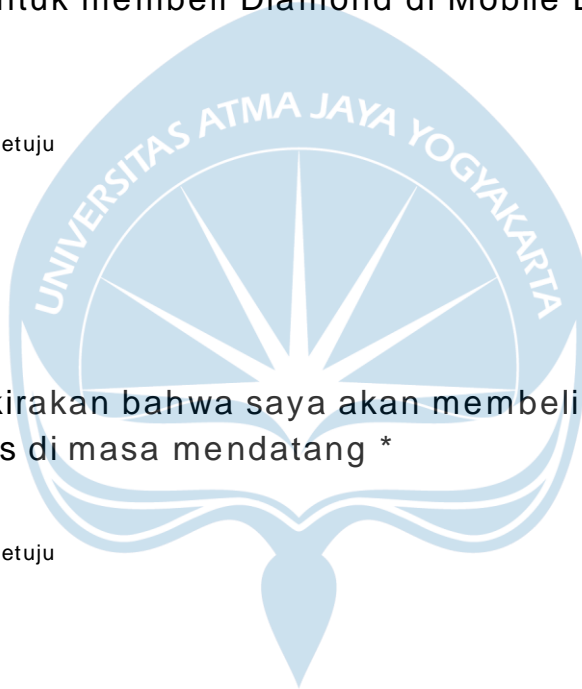 ntuk membeli Diamond di Mobile
etuju
UNIVERSITAS ATMA JAYA YOGYAKARTA
kirakan bahwa saya akan membeli
s di masa mendatang *
etuju